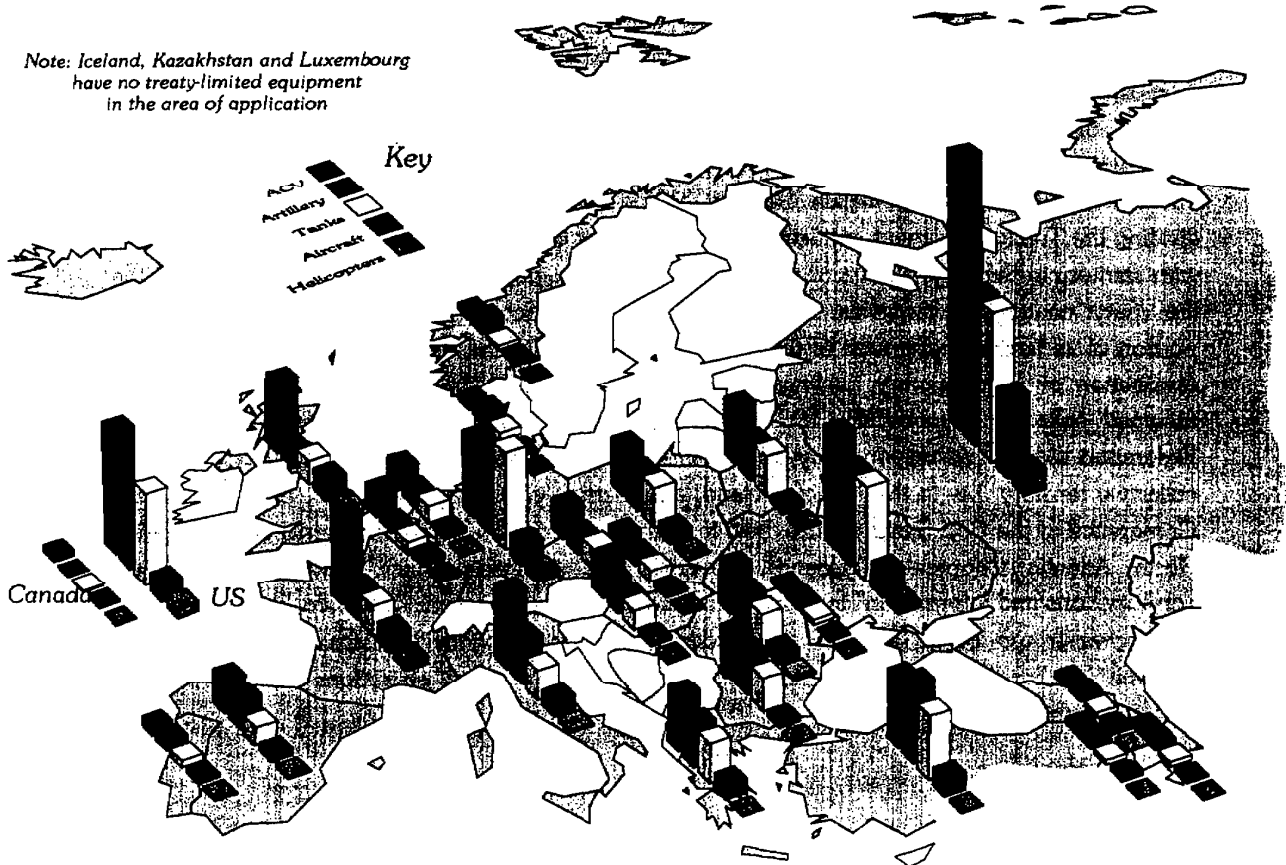 Note: Iceland, Kazakhstan and Luxembourg
have no treaty-limited equipment
in the area of application
Key
ACV
Artillery
Tanks
Aircraft
Helicopters
Canada
US